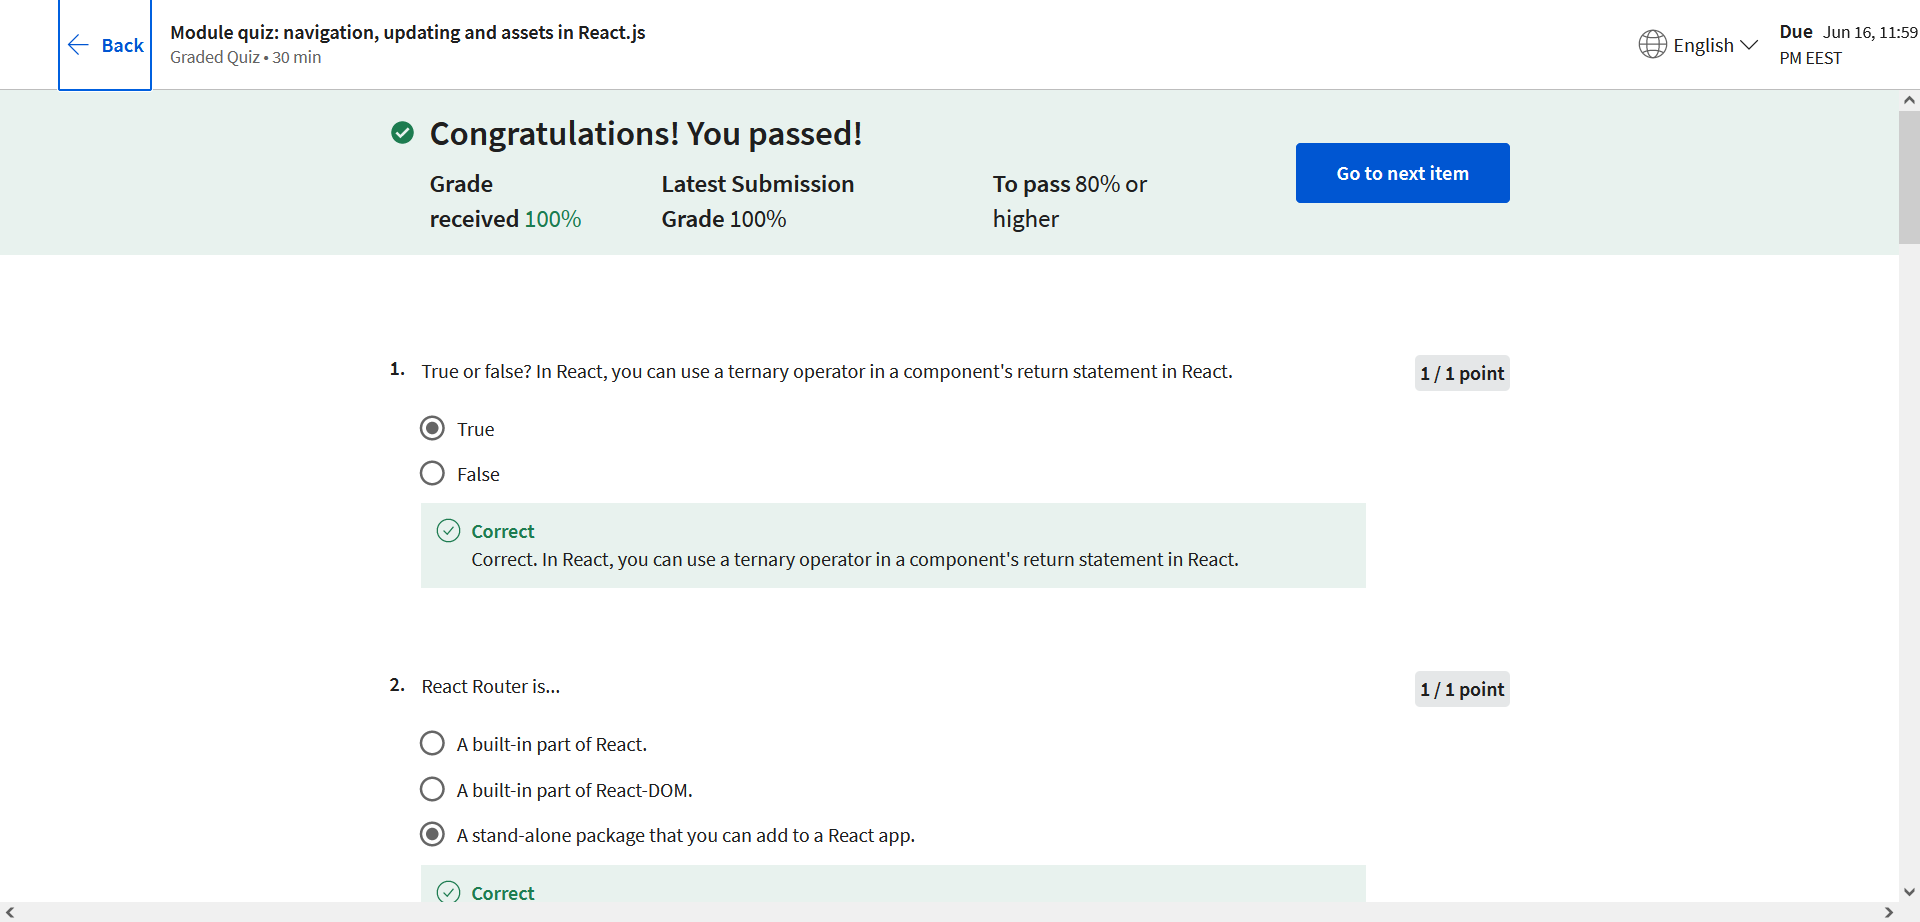 Back
Module quiz: navigation, updating and assets in React.js
Graded Quiz • 30 min
English
Due Jun 16, 11:59
PM EEST
Congratulations! You passed!
Grade
received 100%
Latest Submission
Grade 100%
To pass 80% or
higher
Go to next item
1. True or false? In React, you can use a ternary operator in a component's return statement in React.
1 / 1 point
True
False
Correct
Correct. In React, you can use a ternary operator in a component's return statement in React.
2. React Router is...
1 / 1 point
A built-in part of React.
A built-in part of React-DOM.
A stand-alone package that you can add to a React app.
Correct